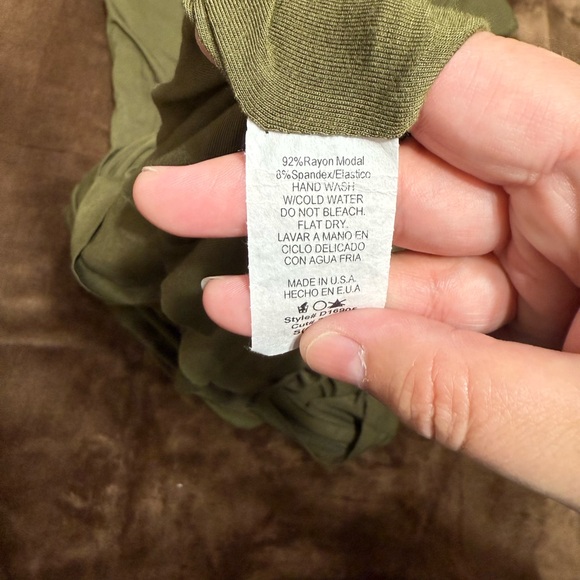 92%Rayon Modal
8%Spandex/Elastico
HAND WASH
W/COLD WATER
DO NOT BLEACH.
FLAT DRY.
LAVAR A MANO EN
CICLO DELICADO
CON AGUA FRIA
MADE IN U.S.A.
HECHO EN E.U.A
Style#